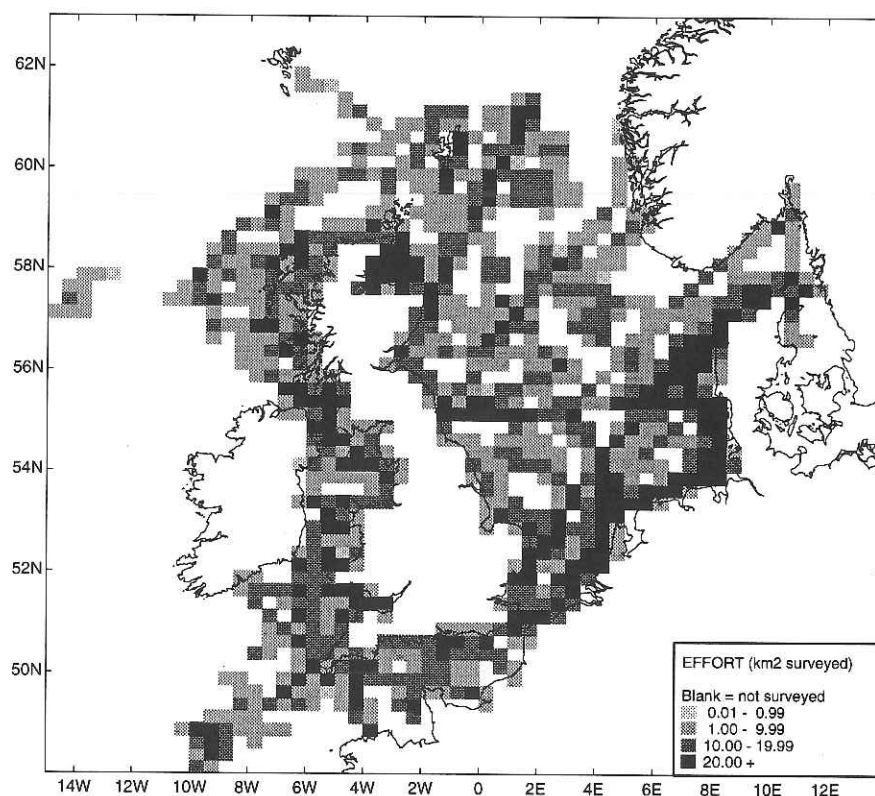 62N
60N
58N
56N
54N
52N
50N
14W 12W 10W 8W 6W 4W 2W 0 2E 4E 6E 8E 10E 12E
EFFORT (km2 surveyed)
Blank = not surveyed
0.01 - 0.99
1.00 - 9.99
10.00 - 19.99
20.00 +